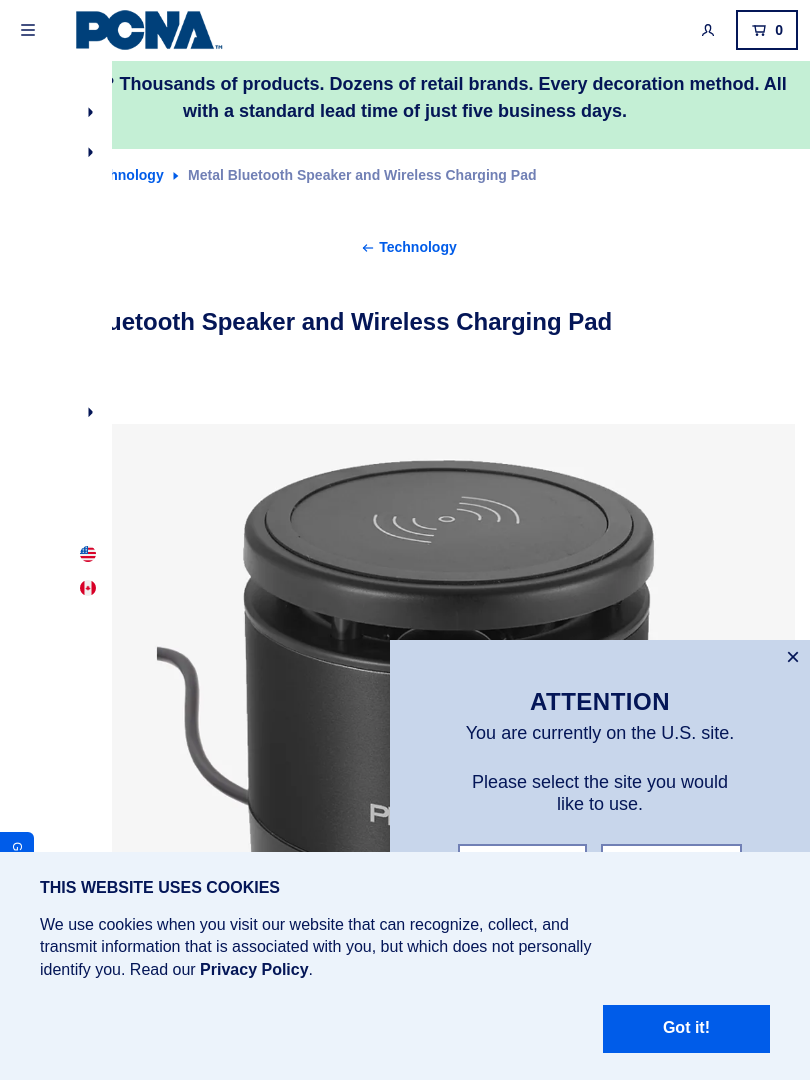 PCNA
0
Thousands of products. Dozens of retail brands. Every decoration method. All
with a standard lead time of just five business days.
hnology Metal Bluetooth Speaker and Wireless Charging Pad
Technology
uetooth Speaker and Wireless Charging Pad
ATTENTION
You are currently on the U.S. site.
Please select the site you would
like to use.
G
THIS WEBSITE USES COOKIES
We use cookies when you visit our website that can recognize, collect, and
transmit information that is associated with you, but which does not personally
identify you. Read our Privacy Policy.
Got it!